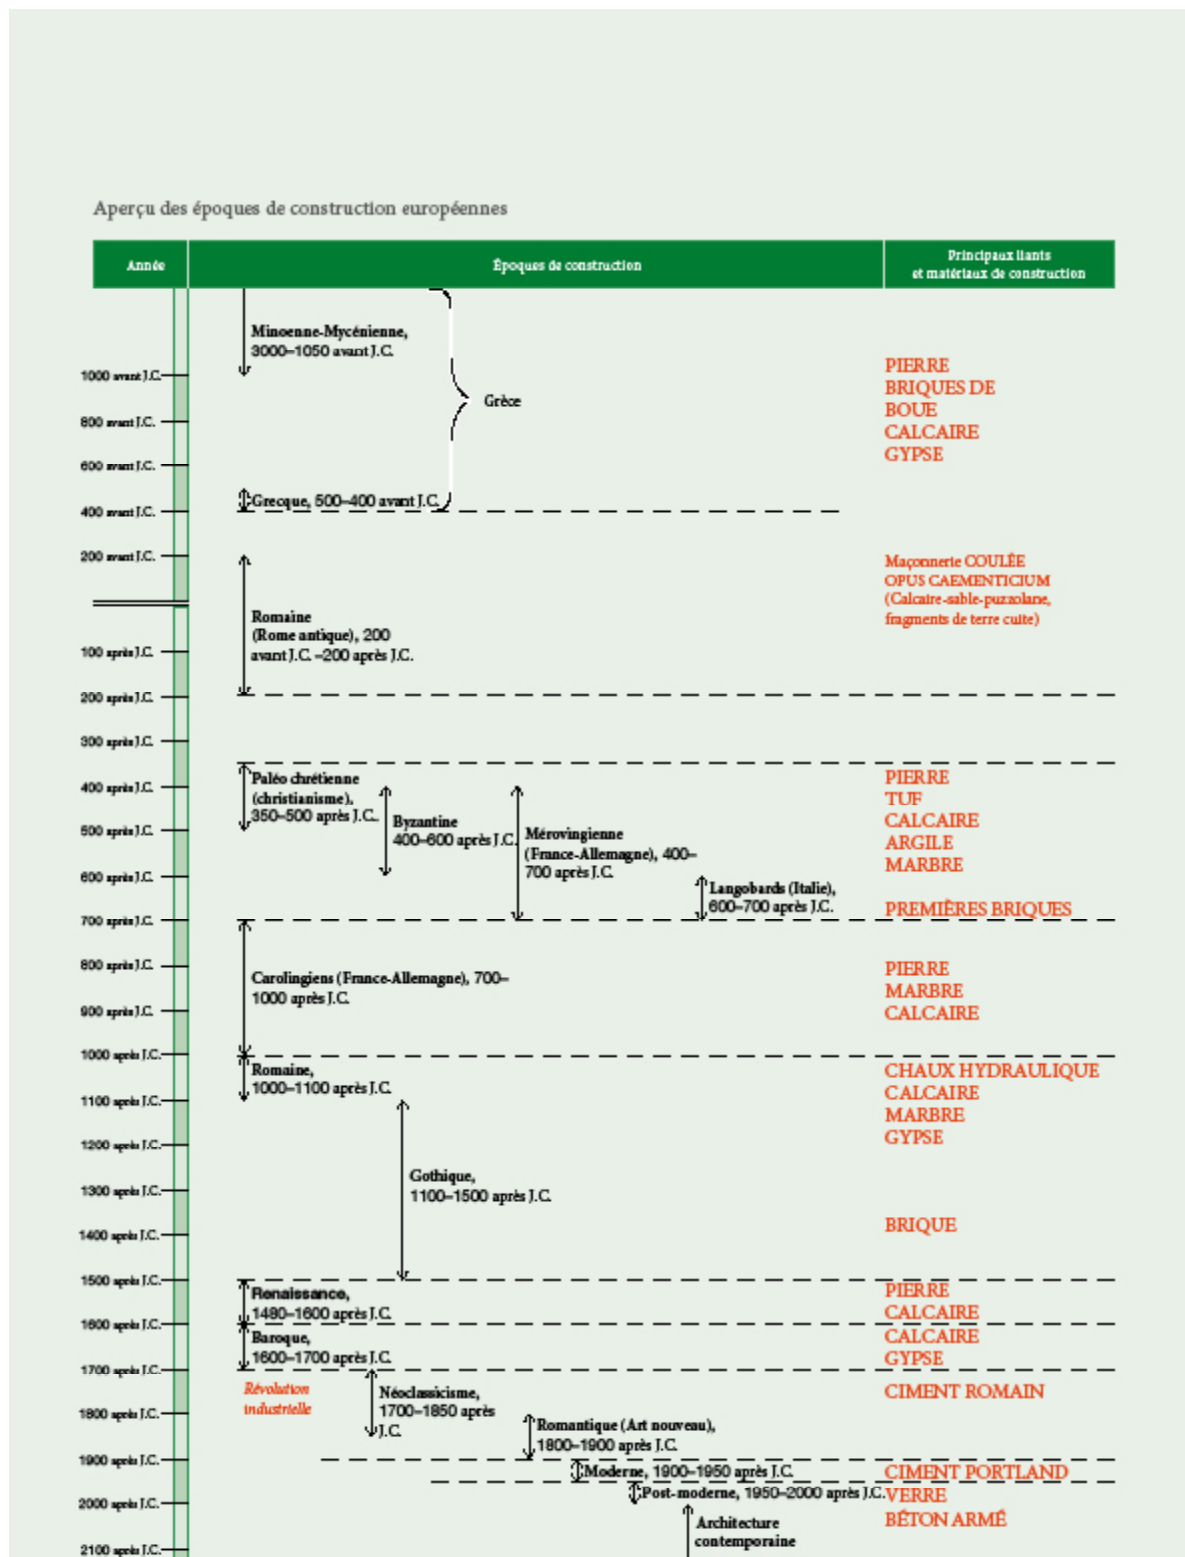 Aperçu des époques de construction européennes
Année
Époques de construction
Principaux liants
et matériaux de construction
Minoenne-Mycénienne,
3000–1050 avant J.C.
1000 avant J.C.
PIERRE
BRIQUES DE
BOUE
CALCAIRE
GYPSE
Grèce
800 avant J.C.
600 avant J.C.
Grecque, 500–400 avant J.C.
400 avant J.C.
200 avant J.C.
Maçonnerie COULÉE
OPUS CAEMENTICIUM
(Calcaire-sable-puzzolane,
fragments de terre cuite)
Romaine
(Rome antique), 200
avant J.C. –200 après J.C.
100 après J.C.
200 après J.C.
300 après J.C.
400 après J.C.
500 après J.C.
600 après J.C.
700 après J.C.
Paléo chrétienne
(christianisme),
350–500 après J.C.
Byzantine
400–600 après J.C.
Mérovingienne
(France-Allemagne), 400–
700 après J.C.
Langobards (Italie),
600–700 après J.C.
PIERRE
TUF
CALCAIRE
ARGILE
MARBRE
PREMIÈRES BRIQUES
800 après J.C.
900 après J.C.
1000 après J.C.
Carolingiens (France-Allemagne), 700–
1000 après J.C.
PIERRE
MARBRE
CALCAIRE
Romaine,
1000–1100 après J.C.
CHAUX HYDRAULIQUE
CALCAIRE
MARBRE
GYPSE
1100 après J.C.
1200 après J.C.
1300 après J.C.
1400 après J.C.
1500 après J.C.
Gothique,
1100–1500 après J.C.
BRIQUE
Renaissance,
1480–1600 après J.C.
PIERRE
CALCAIRE
1600 après J.C.
Baroque,
1600–1700 après J.C.
CALCAIRE
GYPSE
1700 après J.C.
Révolution
industrielle
Néoclassicisme,
1700–1850 après
J.C.
CIMENT ROMAIN
1800 après J.C.
Romantique (Art nouveau),
1800–1900 après J.C.
1900 après J.C.
Moderne, 1900–1950 après J.C.
CIMENT PORTLAND
Post-moderne, 1950–2000 après J.C.
VERRE
2000 après J.C.
BÉTON ARMÉ
Architecture
contemporaine
2100 après J.C.